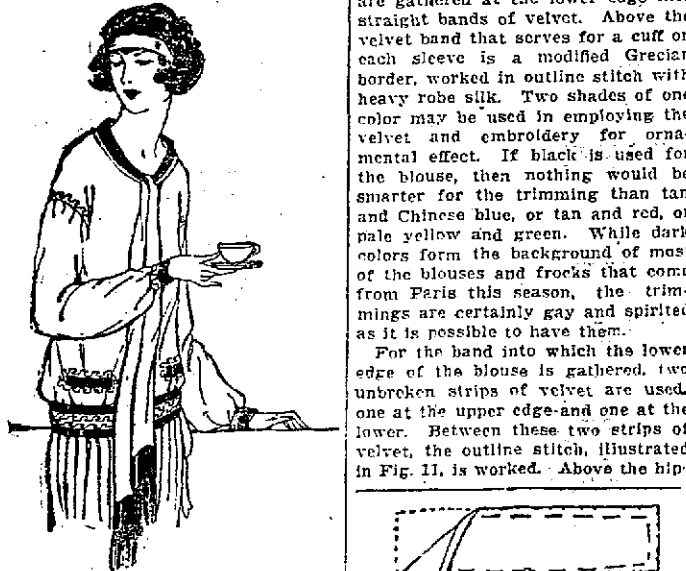 are gathered at the lower edge into
straight bands of velvet. Above the
velvet band that serves for a cuff on
each sleeve is a modified Grecian
border, worked in outline stitch with
heavy robe silk. Two shades of one
color may be used in employing the
velvet and embroidery for orna-
mental effect. If black is used for
the blouse, then nothing would be
smarter for the trimming than tan
and Chinese blue, or tan and red, or
pale yellow and green. While dark
colors form the background of most
of the blouses and frocks that come
from Paris this season, the trim-
mings are certainly gay and spirited
as it is possible to have them.
For the band into which the lower
edge of the blouse is gathered, two
unbroken strips of velvet are used,
one at the upper edge-and one at the
lower. Between these two strips of
velvet, the outline stitch, illustrated
in Fig. 11, is worked. Above the hip-